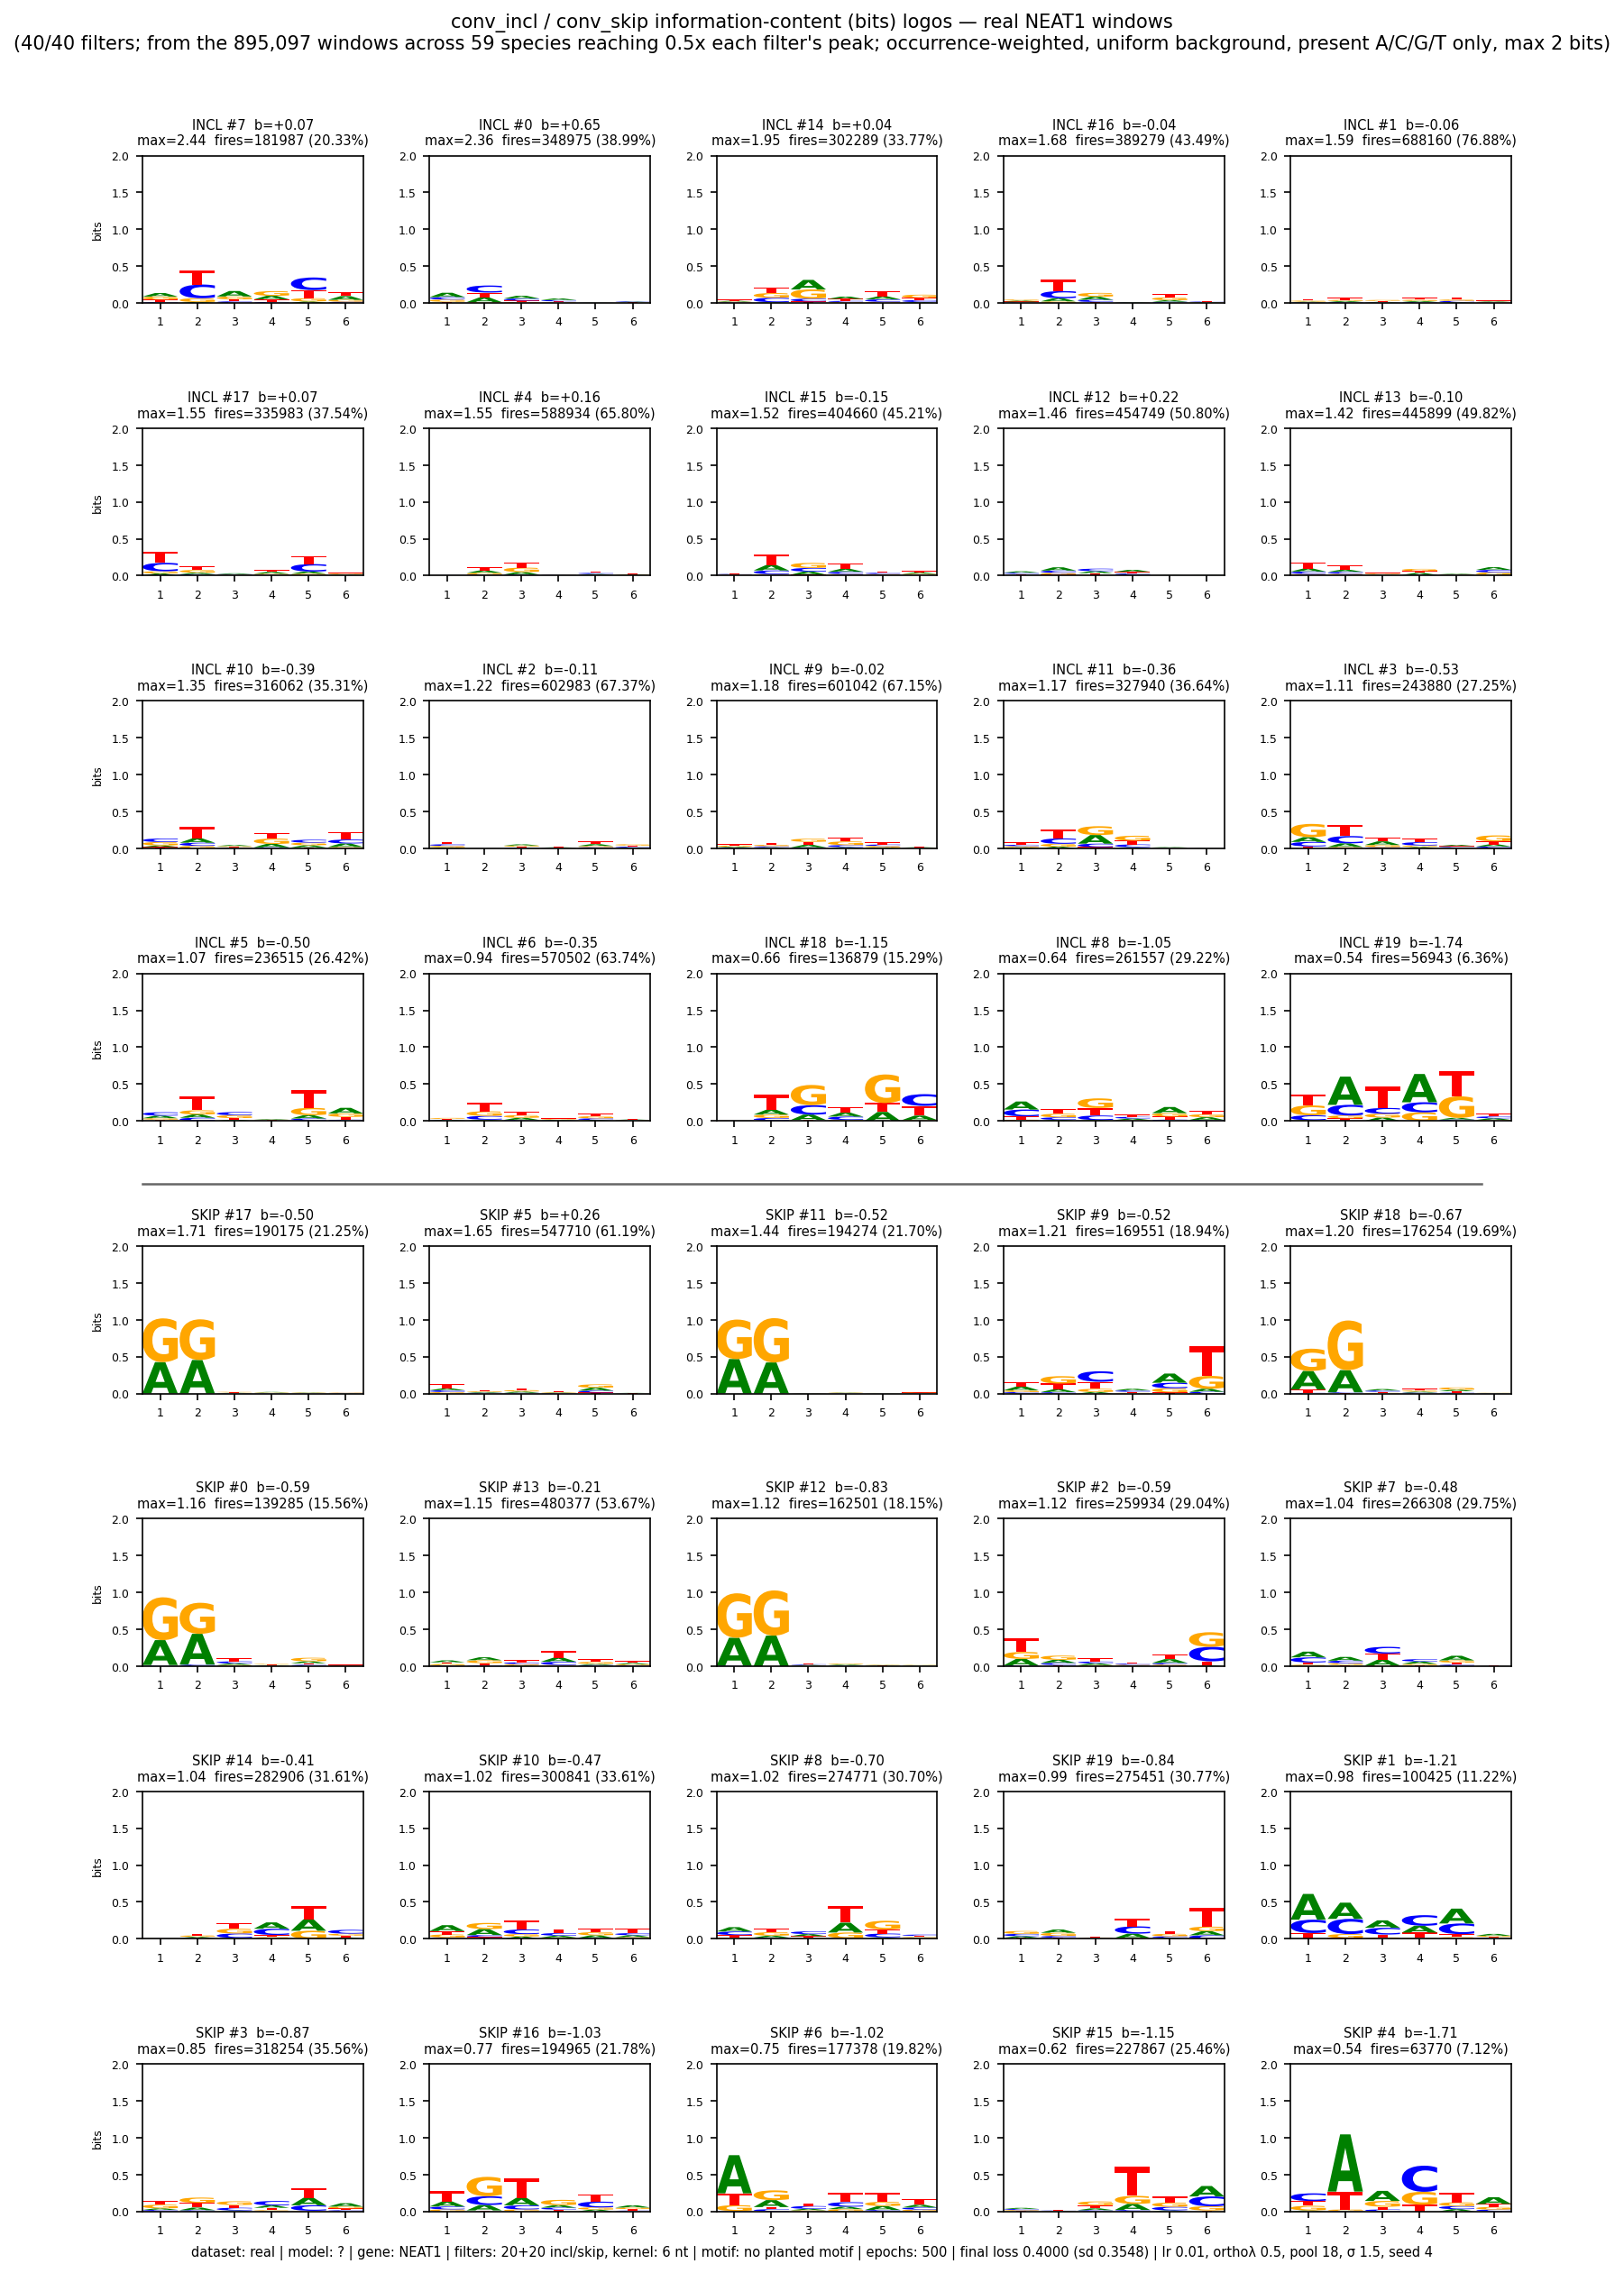 conv_incl / conv_skip information-content (bits) logos — real NEAT1 windows
(40/40 filters; from the 895,097 windows across 59 species reaching 0.5x each filter's peak; occurrence-weighted, uniform background, present A/C/G/T only, max 2 bits)
INCL #7 b=+0.07
max=2.44 fires=181987 (20.33%)
INCL #0 b=+0.65
max=2.36 fires=348975 (38.99%)
INCL #14 b=+0.04
max=1.95 fires=302289 (33.77%)
INCL #16 b=-0.04
max=1.68 fires=389279 (43.49%)
INCL #1 b=-0.06
max=1.59 fires=688160 (76.88%)
INCL #17 b=+0.07
max=1.55 fires=335983 (37.54%)
INCL #4 b=+0.16
max=1.55 fires=588934 (65.80%)
INCL #15 b=-0.15
max=1.52 fires=404660 (45.21%)
INCL #12 b=+0.22
max=1.46 fires=454749 (50.80%)
INCL #13 b=-0.10
max=1.42 fires=445899 (49.82%)
INCL #10 b=-0.39
max=1.35 fires=316062 (35.31%)
INCL #2 b=-0.11
max=1.22 fires=602983 (67.37%)
INCL #9 b=-0.02
max=1.18 fires=601042 (67.15%)
INCL #11 b=-0.36
max=1.17 fires=327940 (36.64%)
INCL #3 b=-0.53
max=1.11 fires=243880 (27.25%)
INCL #5 b=-0.50
max=1.07 fires=236515 (26.42%)
INCL #6 b=-0.35
max=0.94 fires=570502 (63.74%)
INCL #18 b=-1.15
max=0.66 fires=136879 (15.29%)
INCL #8 b=-1.05
max=0.64 fires=261557 (29.22%)
INCL #19 b=-1.74
max=0.54 fires=56943 (6.36%)
SKIP #17 b=-0.50
max=1.71 fires=190175 (21.25%)
SKIP #5 b=+0.26
max=1.65 fires=547710 (61.19%)
SKIP #11 b=-0.52
max=1.44 fires=194274 (21.70%)
SKIP #9 b=-0.52
max=1.21 fires=169551 (18.94%)
SKIP #18 b=-0.67
max=1.20 fires=176254 (19.69%)
SKIP #0 b=-0.59
max=1.16 fires=139285 (15.56%)
SKIP #13 b=-0.21
max=1.15 fires=480377 (53.67%)
SKIP #12 b=-0.83
max=1.12 fires=162501 (18.15%)
SKIP #2 b=-0.59
max=1.12 fires=259934 (29.04%)
SKIP #7 b=-0.48
max=1.04 fires=266308 (29.75%)
SKIP #14 b=-0.41
max=1.04 fires=282906 (31.61%)
SKIP #10 b=-0.47
max=1.02 fires=300841 (33.61%)
SKIP #8 b=-0.70
max=1.02 fires=274771 (30.70%)
SKIP #19 b=-0.84
max=0.99 fires=275451 (30.77%)
SKIP #1 b=-1.21
max=0.98 fires=100425 (11.22%)
SKIP #3 b=-0.87
max=0.85 fires=318254 (35.56%)
SKIP #16 b=-1.03
max=0.77 fires=194965 (21.78%)
SKIP #6 b=-1.02
max=0.75 fires=177378 (19.82%)
SKIP #15 b=-1.15
max=0.62 fires=227867 (25.46%)
SKIP #4 b=-1.71
max=0.54 fires=63770 (7.12%)
dataset: real | model: ? | gene: NEAT1 | filters: 20+20 incl/skip, kernel: 6 nt | motif: no planted motif | epochs: 500 | final loss 0.4000 (sd 0.3548) | lr 0.01, orthoλ 0.5, pool 18, σ 1.5, seed 4